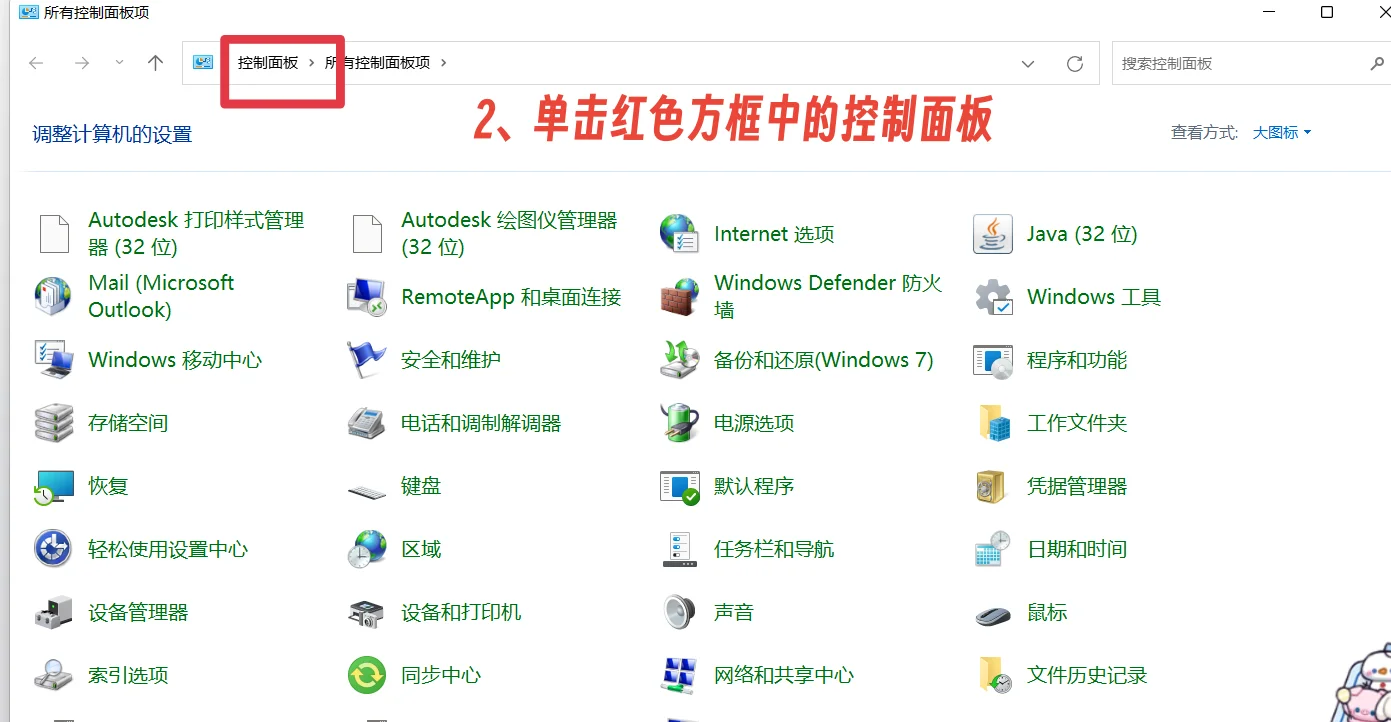 所有控制面板项
控制面板 › 所有控制面板项 ›
搜索控制面板
2、单击红色方框中的控制面板
调整计算机的设置
查看方式: 大图标
Autodesk 打印样式管理
器 (32 位)
Autodesk 绘图仪管理器
(32 位)
Internet 选项
Java (32 位)
Mail (Microsoft
Outlook)
RemoteApp 和桌面连接
Windows Defender 防火
墙
Windows 工具
Windows 移动中心
安全和维护
备份和还原(Windows 7)
程序和功能
存储空间
电话和调制解调器
电源选项
工作文件夹
恢复
键盘
默认程序
凭据管理器
轻松使用设置中心
区域
任务栏和导航
日期和时间
设备管理器
设备和打印机
声音
鼠标
索引选项
同步中心
网络和共享中心
文件历史记录